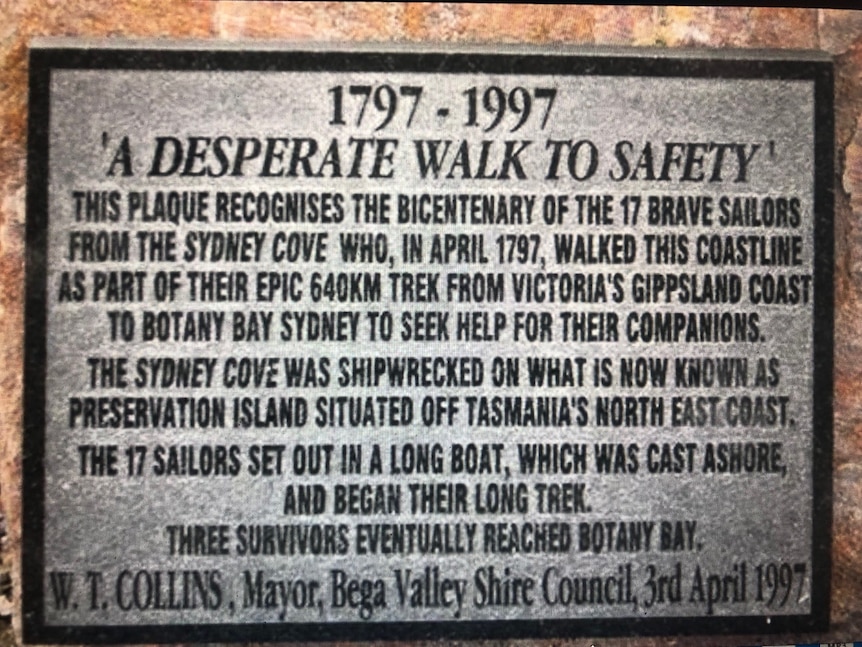 1797 - 1997
'A DESPERATE WALK TO SAFETY'
THIS PLAQUE RECOGNISES THE BICENTENARY OF THE 17 BRAVE SAILORS
FROM THE SYDNEY COVE WHO, IN APRIL 1797, WALKED THIS COASTLINE
AS PART OF THEIR EPIC 640KM TREK FROM VICTORIA'S GIPPSLAND COAST
TO BOTANY BAY SYDNEY TO SEEK HELP FOR THEIR COMPANIONS.
THE SYDNEY COVE WAS SHIPWRECKED ON WHAT IS NOW KNOWN AS
PRESERVATION ISLAND SITUATED OFF TASMANIA'S NORTH EAST COAST.
THE 17 SAILORS SET OUT IN A LONG BOAT, WHICH WAS CAST ASHORE,
AND BEGAN THEIR LONG TREK.
THREE SURVIVORS EVENTUALLY REACHED BOTANY BAY.
W. T. COLLINS, Mayor, Bega Valley Shire Council, 3rd April 1997